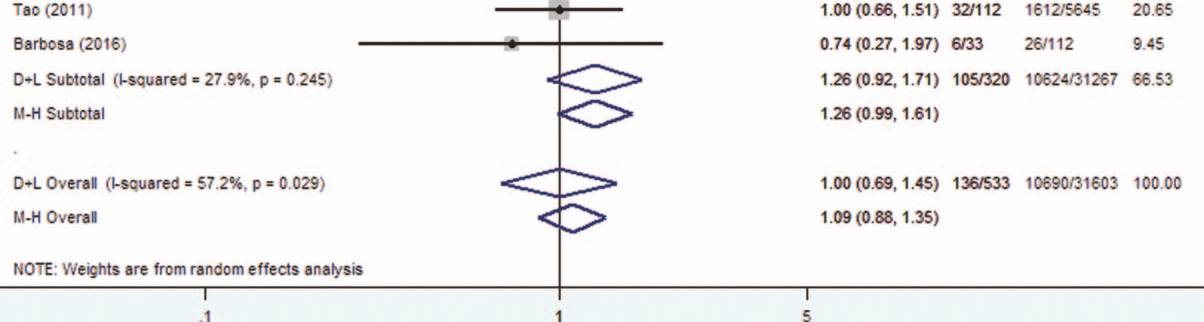 Tao (2011) 1.00 (0.66, 1.51) 32/112 1612/5645 20.65
Barbosa (2016) 0.74 (0.27, 1.97) 6/33 26/112 9.45
D+L Subtotal (I-squared = 27.9%, p = 0.245) 1.26 (0.92, 1.71) 105/320 10624/31267 66.53
M-H Subtotal 1.26 (0.99, 1.61)
.
D+L Overall (I-squared = 57.2%, p = 0.029) 1.00 (0.69, 1.45) 136/533 10690/31603 100.00
M-H Overall 1.09 (0.88, 1.35)
NOTE: Weights are from random effects analysis
.1 1 5